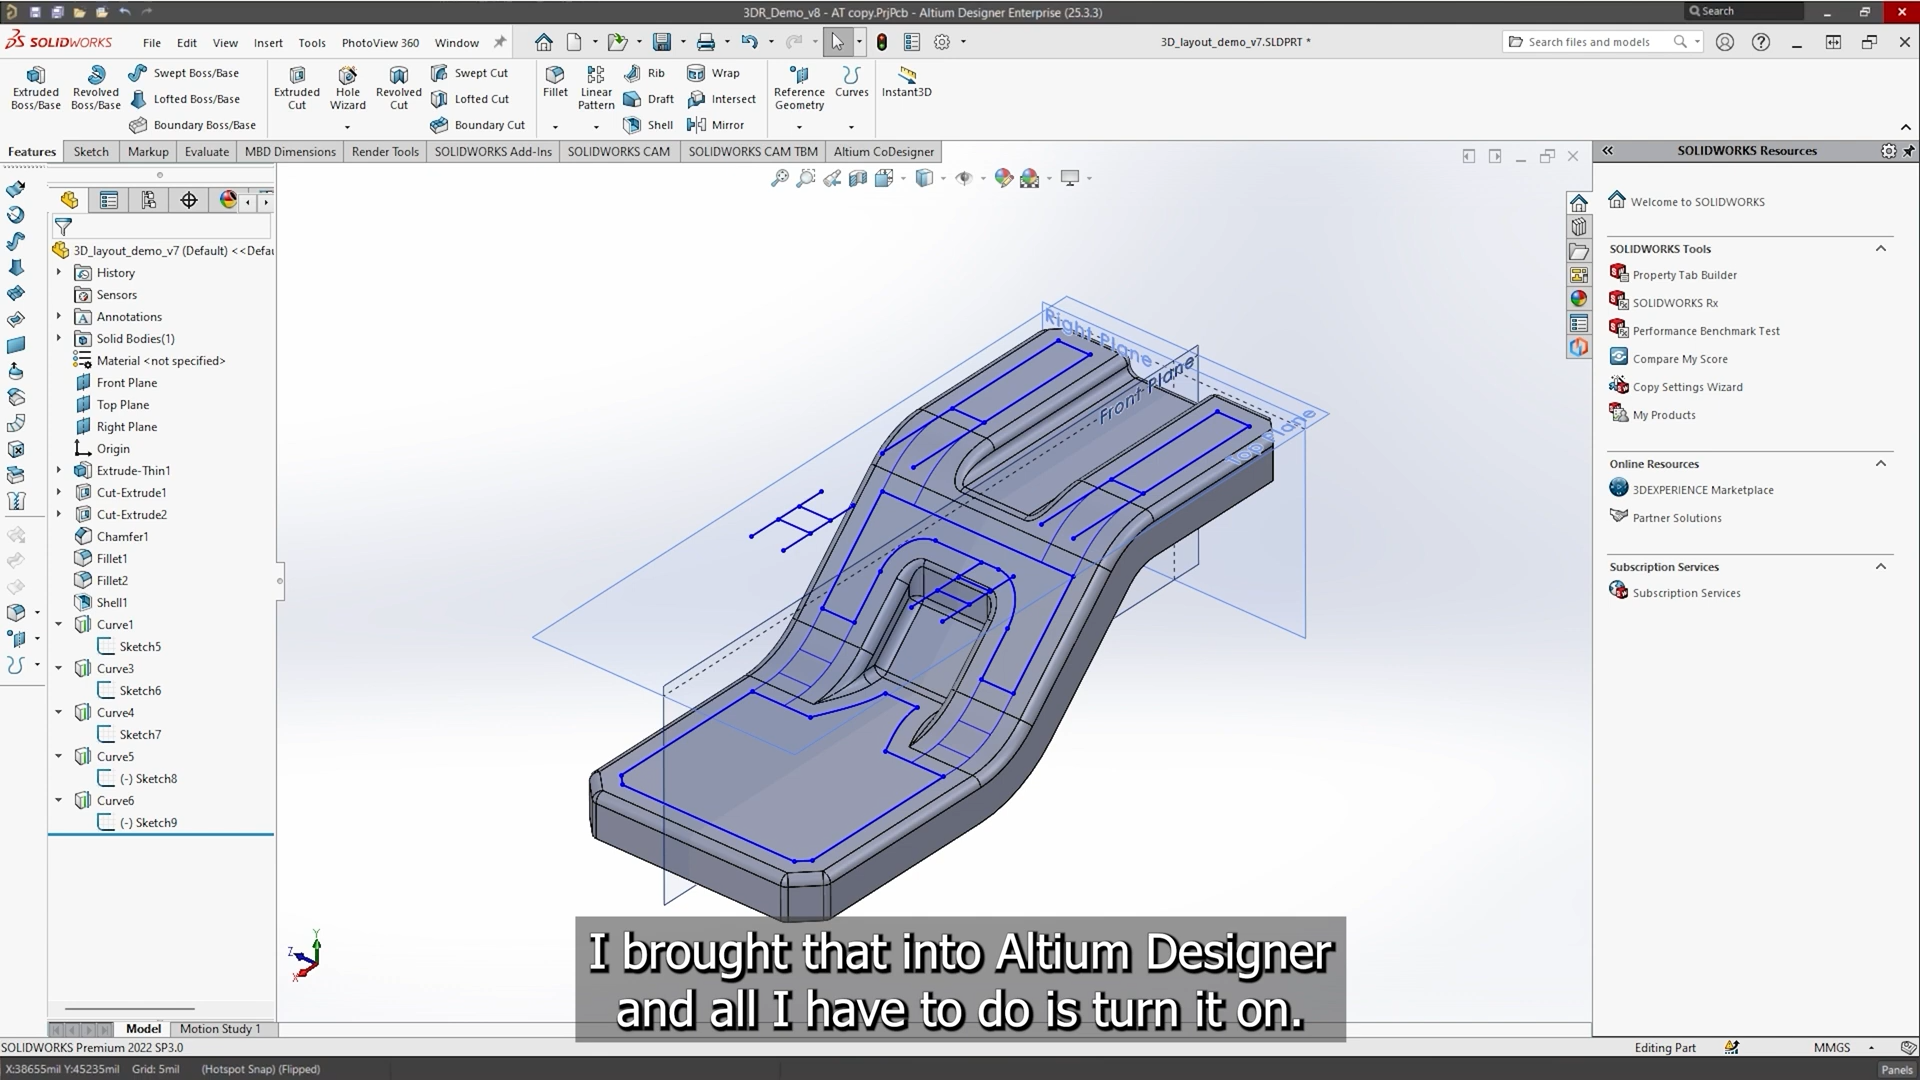 3DR_Demo_v8 - AT copy.PrjPcb - Altium Designer Enterprise (25.3.3)
Search
SOLIDWORKS
File Edit View Insert Tools PhotoView 360 Window
3D_layout_demo_v7.SLDPRT *
Search files and models
Extruded Boss/Base
Revolved Boss/Base
Swept Boss/Base
Lofted Boss/Base
Boundary Boss/Base
Extruded Cut
Hole Wizard
Revolved Cut
Swept Cut
Lofted Cut
Boundary Cut
Fillet
Linear Pattern
Rib
Draft
Shell
Wrap
Intersect
Mirror
Reference Geometry
Curves
Instant3D
Features Sketch Markup Evaluate MBD Dimensions Render Tools SOLIDWORKS Add-Ins SOLIDWORKS CAM SOLIDWORKS CAM TBM Altium CoDesigner
3D_layout_demo_v7 (Default) <<Defau
History
Sensors
Annotations
Solid Bodies(1)
Material <not specified>
Front Plane
Top Plane
Right Plane
Origin
Extrude-Thin1
Cut-Extrude1
Cut-Extrude2
Chamfer1
Fillet1
Fillet2
Shell1
Curve1
Sketch5
Curve3
Sketch6
Curve4
Sketch7
Curve5
(-) Sketch8
Curve6
(-) Sketch9
Right Plane
Front Plane
Top Plane
Y
Z
X
SOLIDWORKS Resources
Welcome to SOLIDWORKS
SOLIDWORKS Tools
Property Tab Builder
SOLIDWORKS Rx
Performance Benchmark Test
Compare My Score
Copy Settings Wizard
My Products
Online Resources
3DEXPERIENCE Marketplace
Partner Solutions
Subscription Services
Subscription Services
I brought that into Altium Designer
and all I have to do is turn it on.
Model Motion Study 1
SOLIDWORKS Premium 2022 SP3.0
Editing Part
MMGS
X:38655mil Y:45235mil Grid: 5mil (Hotspot Snap) (Flipped)
Panels